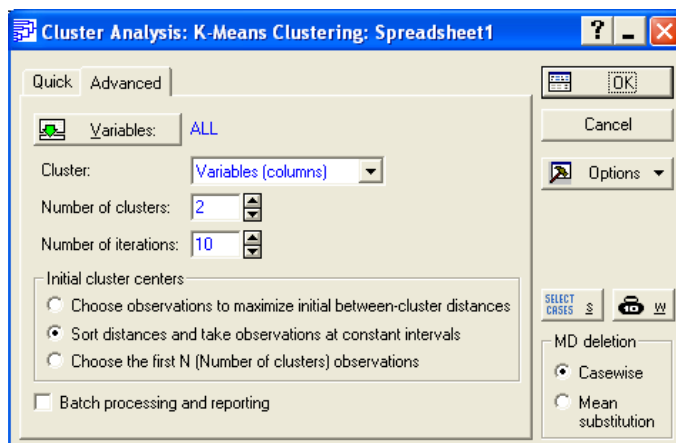 Cluster Analysis: K-Means Clustering: Spreadsheet1
?
Quick Advanced
OK
Variables: ALL
Cancel
Cluster: Variables (columns)
Options
Number of clusters: 2
Number of iterations: 10
Initial cluster centers
Choose observations to maximize initial between-cluster distances
Sort distances and take observations at constant intervals
Choose the first N (Number of clusters) observations
Batch processing and reporting
SELECT
CASES S W
MD deletion
Casewise
Mean
substitution